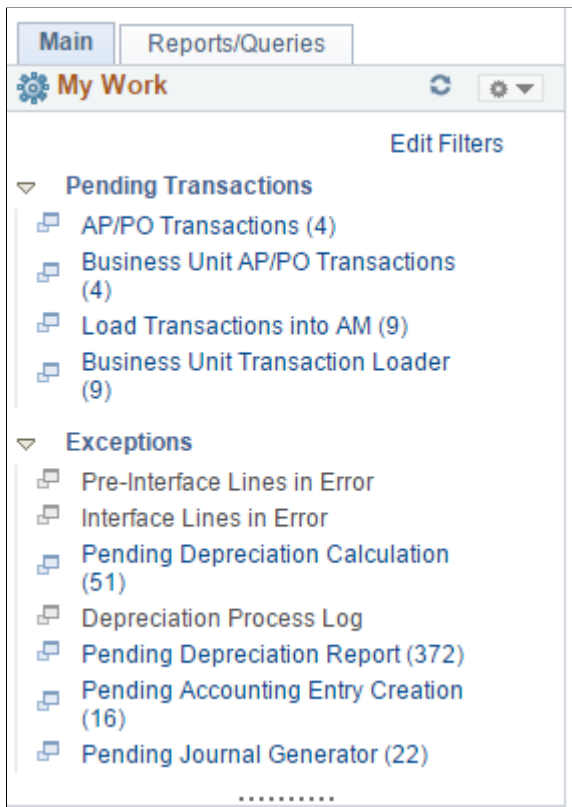 Main Reports/Queries
My Work
Edit Filters
Pending Transactions
AP/PO Transactions (4)
Business Unit AP/PO Transactions
(4)
Load Transactions into AM (9)
Business Unit Transaction Loader
(9)
Exceptions
Pre-Interface Lines in Error
Interface Lines in Error
Pending Depreciation Calculation
(51)
Depreciation Process Log
Pending Depreciation Report (372)
Pending Accounting Entry Creation
(16)
Pending Journal Generator (22)